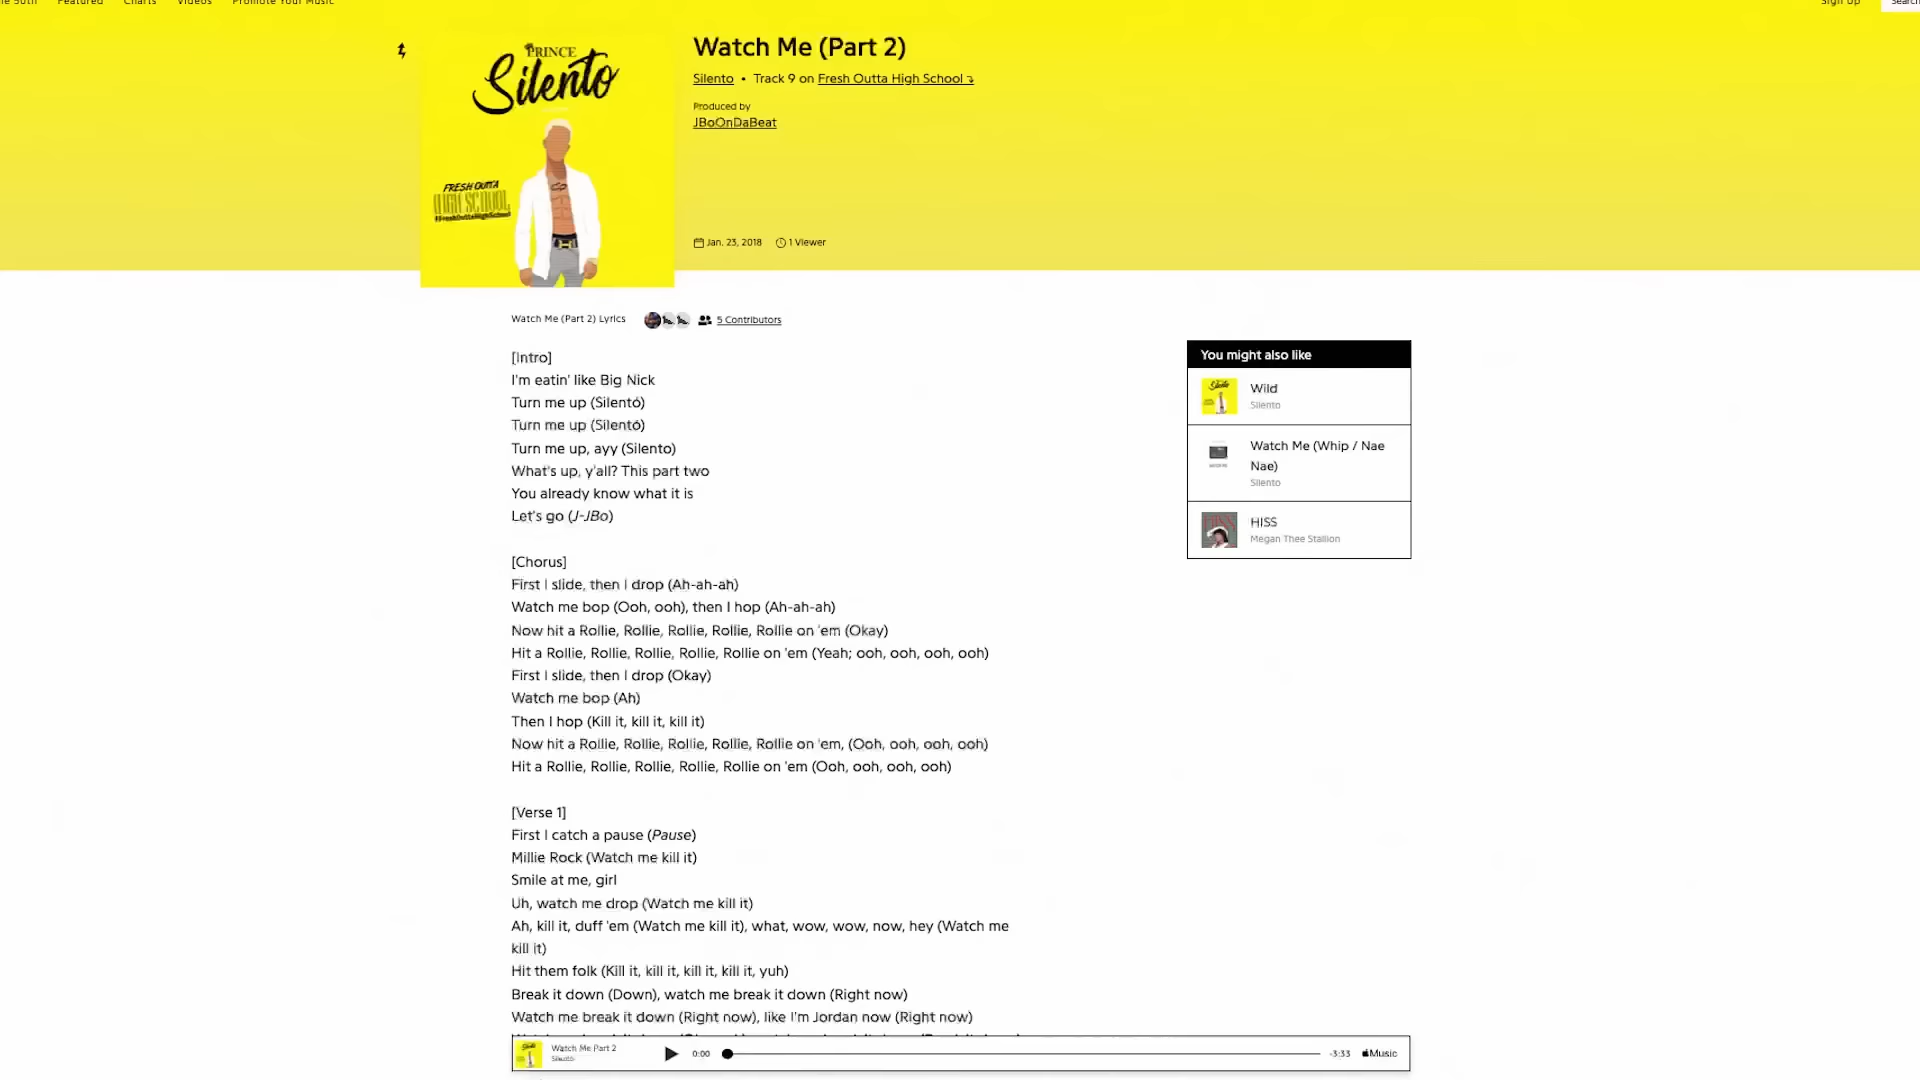 Featured Charts Videos Promote Your Music Sign Up Search
PRINCE
Silento
FRESH OUTTA
HIGH SCHOOL
#FreshOuttaHighSchool
Watch Me (Part 2)
Silento • Track 9 on Fresh Outta High School
Produced by
JBoOnDaBeat
Jan. 23, 2018 1 Viewer
Watch Me (Part 2) Lyrics 5 Contributors
[Intro]
I'm eatin' like Big Nick
Turn me up (Silentó)
Turn me up (Silentó)
Turn me up, ayy (Silento)
What's up, y'all? This part two
You already know what it is
Let's go (J-JBo)
[Chorus]
First I slide, then I drop (Ah-ah-ah)
Watch me bop (Ooh, ooh), then I hop (Ah-ah-ah)
Now hit a Rollie, Rollie, Rollie, Rollie, Rollie on 'em (Okay)
Hit a Rollie, Rollie, Rollie, Rollie, Rollie on 'em (Yeah; ooh, ooh, ooh, ooh)
First I slide, then I drop (Okay)
Watch me bop (Ah)
Then I hop (Kill it, kill it, kill it)
Now hit a Rollie, Rollie, Rollie, Rollie, Rollie on 'em, (Ooh, ooh, ooh, ooh)
Hit a Rollie, Rollie, Rollie, Rollie, Rollie on 'em (Ooh, ooh, ooh, ooh)
[Verse 1]
First I catch a pause (Pause)
Millie Rock (Watch me kill it)
Smile at me, girl
Uh, watch me drop (Watch me kill it)
Ah, kill it, duff 'em (Watch me kill it), what, wow, wow, now, hey (Watch me
kill it)
Hit them folk (Kill it, kill it, kill it, kill it, yuh)
Break it down (Down), watch me break it down (Right now)
Watch me break it down (Right now), like I'm Jordan now (Right now)
You might also like
Wild
Silento
Watch Me (Whip / Nae
Nae)
Silento
HISS
Megan Thee Stallion
Watch Me Part 2
Silento
0:00 -3:33 Music